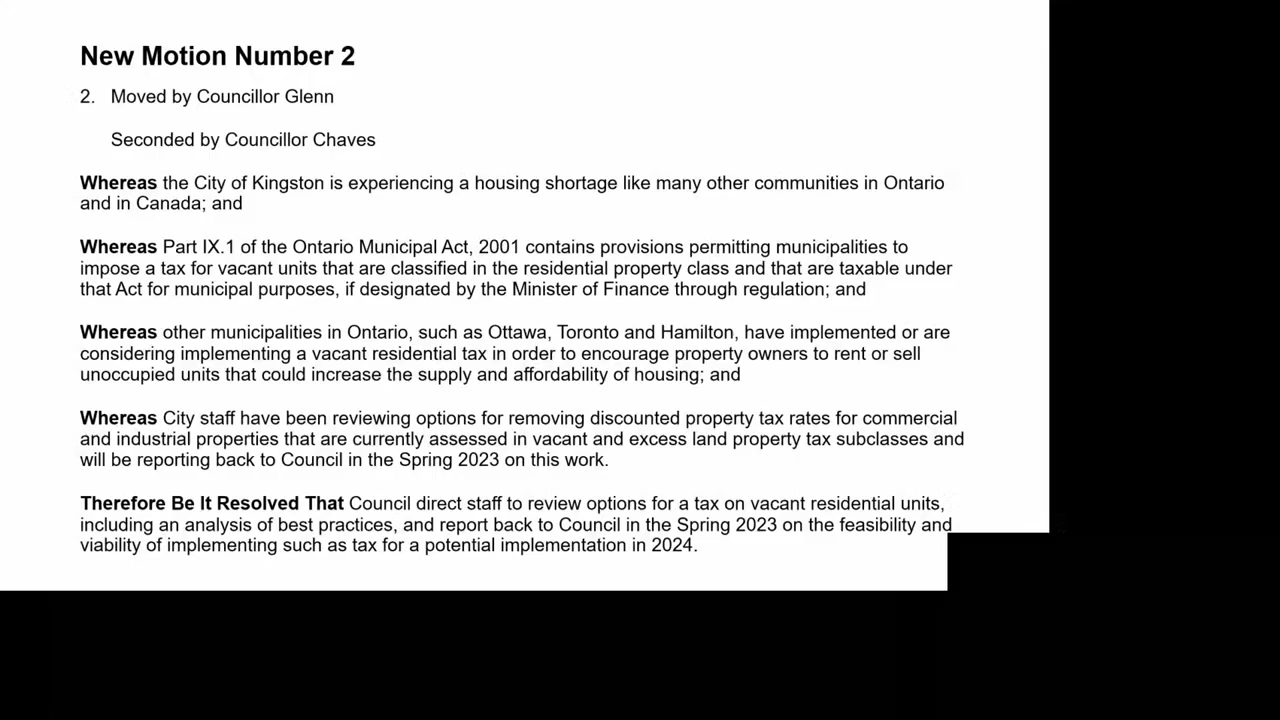 New Motion Number 2
2. Moved by Councillor Glenn
Seconded by Councillor Chaves
Whereas the City of Kingston is experiencing a housing shortage like many other communities in Ontario
and in Canada; and
Whereas Part IX.1 of the Ontario Municipal Act, 2001 contains provisions permitting municipalities to
impose a tax for vacant units that are classified in the residential property class and that are taxable under
that Act for municipal purposes, if designated by the Minister of Finance through regulation; and
Whereas other municipalities in Ontario, such as Ottawa, Toronto and Hamilton, have implemented or are
considering implementing a vacant residential tax in order to encourage property owners to rent or sell
unoccupied units that could increase the supply and affordability of housing; and
Whereas City staff have been reviewing options for removing discounted property tax rates for commercial
and industrial properties that are currently assessed in vacant and excess land property tax subclasses and
will be reporting back to Council in the Spring 2023 on this work.
Therefore Be It Resolved That Council direct staff to review options for a tax on vacant residential units,
including an analysis of best practices, and report back to Council in the Spring 2023 on the feasibility and
viability of implementing such as tax for a potential implementation in 2024.